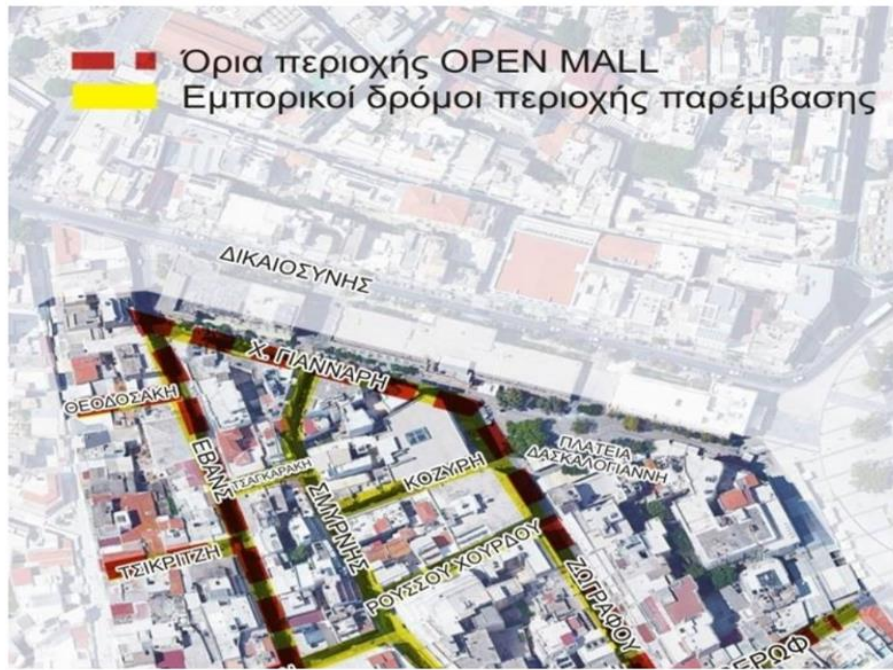 Όρια περιοχής OPEN MALL
Εμπορικοί δρόμοι περιοχής παρέμβασης
ΔΙΚΑΙΟΣΥΝΗΣ
Χ. ΓΙΑΝΝΑΡΗ
ΘΕΟΔΟΣΑΚΗ
ΕΒΑΝΣ
ΤΣΑΓΚΑΡΑΚΗ
ΣΜΥΡΝΗΣ
ΚΟΖΥΡΗ
ΠΛΑΤΕΙΑ
ΔΑΣΚΑΛΟΓΙΑΝΝΗ
ΤΣΙΚΡΙΤΖΗ
ΡΟΥΣΣΟΥ ΧΟΥΡΔΟΥ
ΖΩΓΡΑΦΟΥ